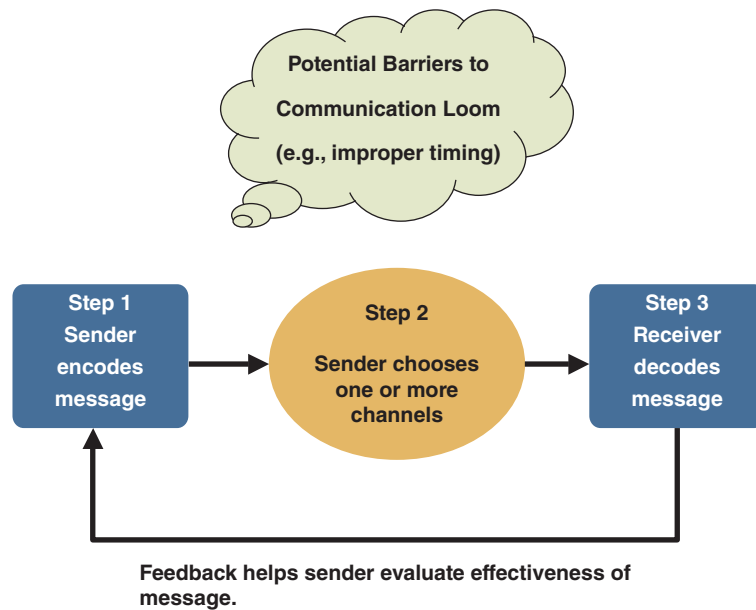 Potential Barriers to
Communication Loom
(e.g., improper timing)
Step 1
Sender
encodes
message
Step 2
Sender chooses
one or more
channels
Step 3
Receiver
decodes
message
Feedback helps sender evaluate effectiveness of
message.